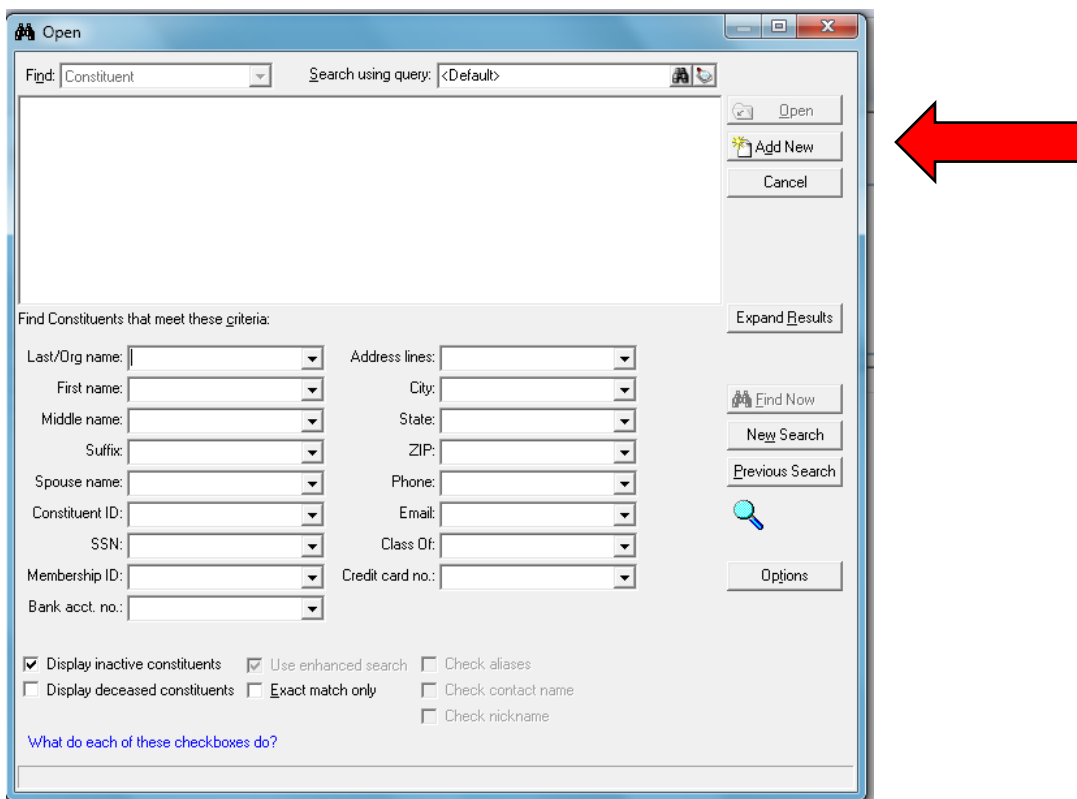 Open
Find: Constituent Search using query: <Default>
Open
Add New
Cancel
Expand Results
Find Constituents that meet these criteria:
Last/Org name: Address lines:
First name: City:
Middle name: State:
Suffix: ZIP:
Spouse name: Phone:
Constituent ID: Email:
SSN: Class Of:
Membership ID: Credit card no.:
Bank acct. no.:
Find Now
New Search
Previous Search
Options
Display inactive constituents Use enhanced search Check aliases
Display deceased constituents Exact match only Check contact name
Check nickname
What do each of these checkboxes do?